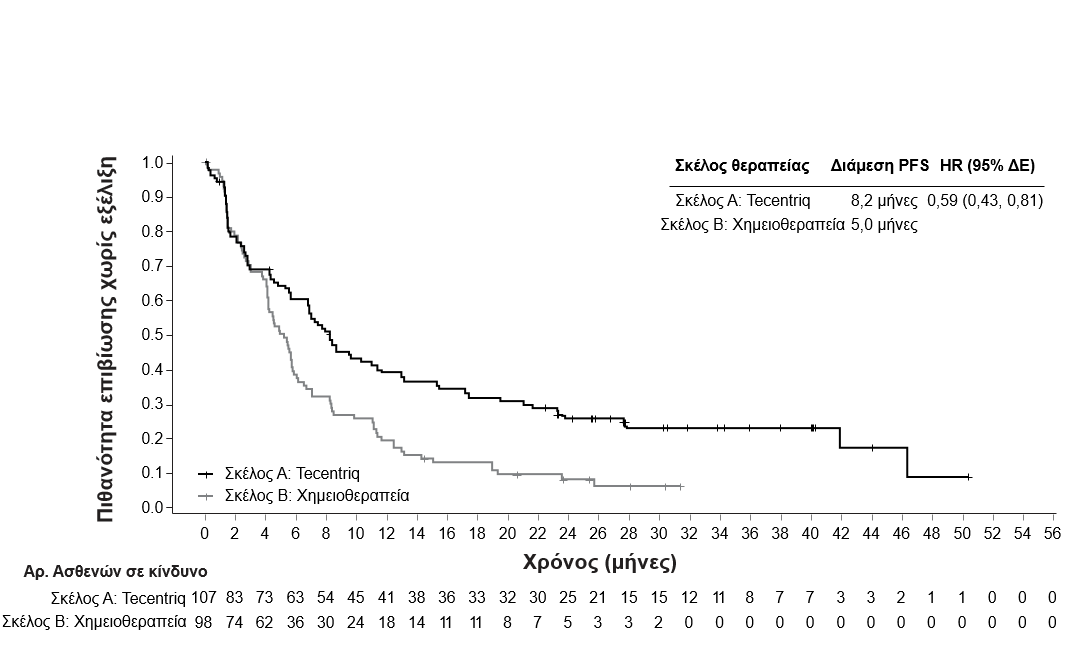 Σκέλος θεραπείας Διάμεση PFS HR (95% ΔΕ)
Σκέλος Α: Tecentriq 8,2 μήνες 0,59 (0,43, 0,81)
Σκέλος Β: Χημειοθεραπεία 5,0 μήνες
Πιθανότητα επιβίωσης χωρίς εξέλιξη
1.0
0.9
0.8
0.7
0.6
0.5
0.4
0.3
0.2
0.1
0.0
Σκέλος Α: Tecentriq
Σκέλος Β: Χημειοθεραπεία
0 2 4 6 8 10 12 14 16 18 20 22 24 26 28 30 32 34 36 38 40 42 44 46 48 50 52 54 56
Χρόνος (μήνες)
Αρ. Ασθενών σε κίνδυνο
Σκέλος Α: Tecentriq 107 83 73 63 54 45 41 38 36 33 32 30 25 21 15 15 12 11 8 7 7 3 3 2 1 1 0 0 0
Σκέλος Β: Χημειοθεραπεία 98 74 62 36 30 24 18 14 11 11 8 7 5 3 3 2 0 0 0 0 0 0 0 0 0 0 0 0 0